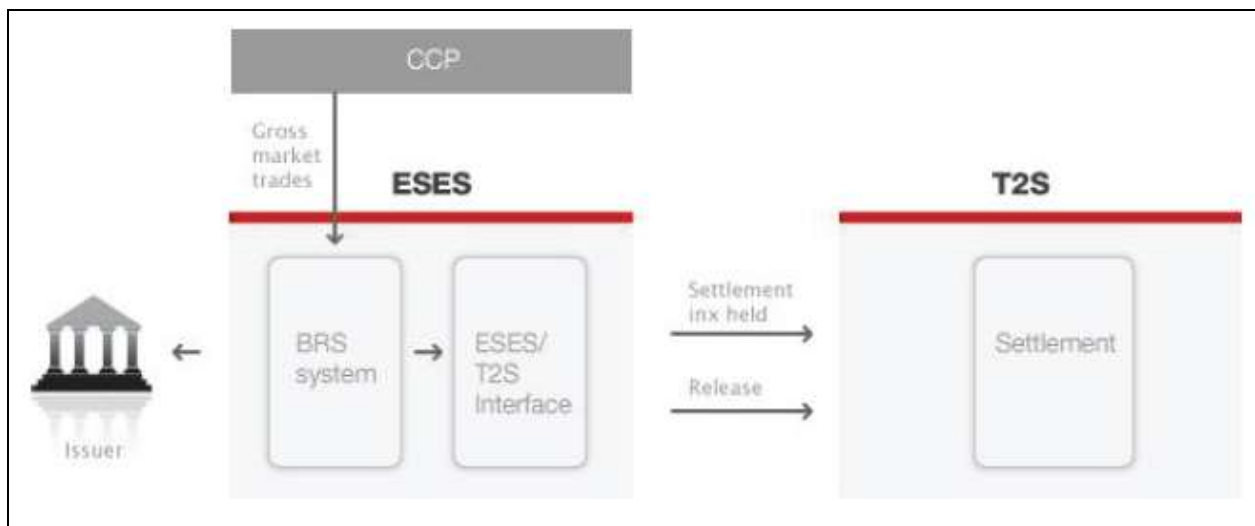 CCP
Gross
market
trades
ESES
T2S
BRS
system
ESES/
T2S
Interface
Settlement
inx held
Release
Settlement
Issuer